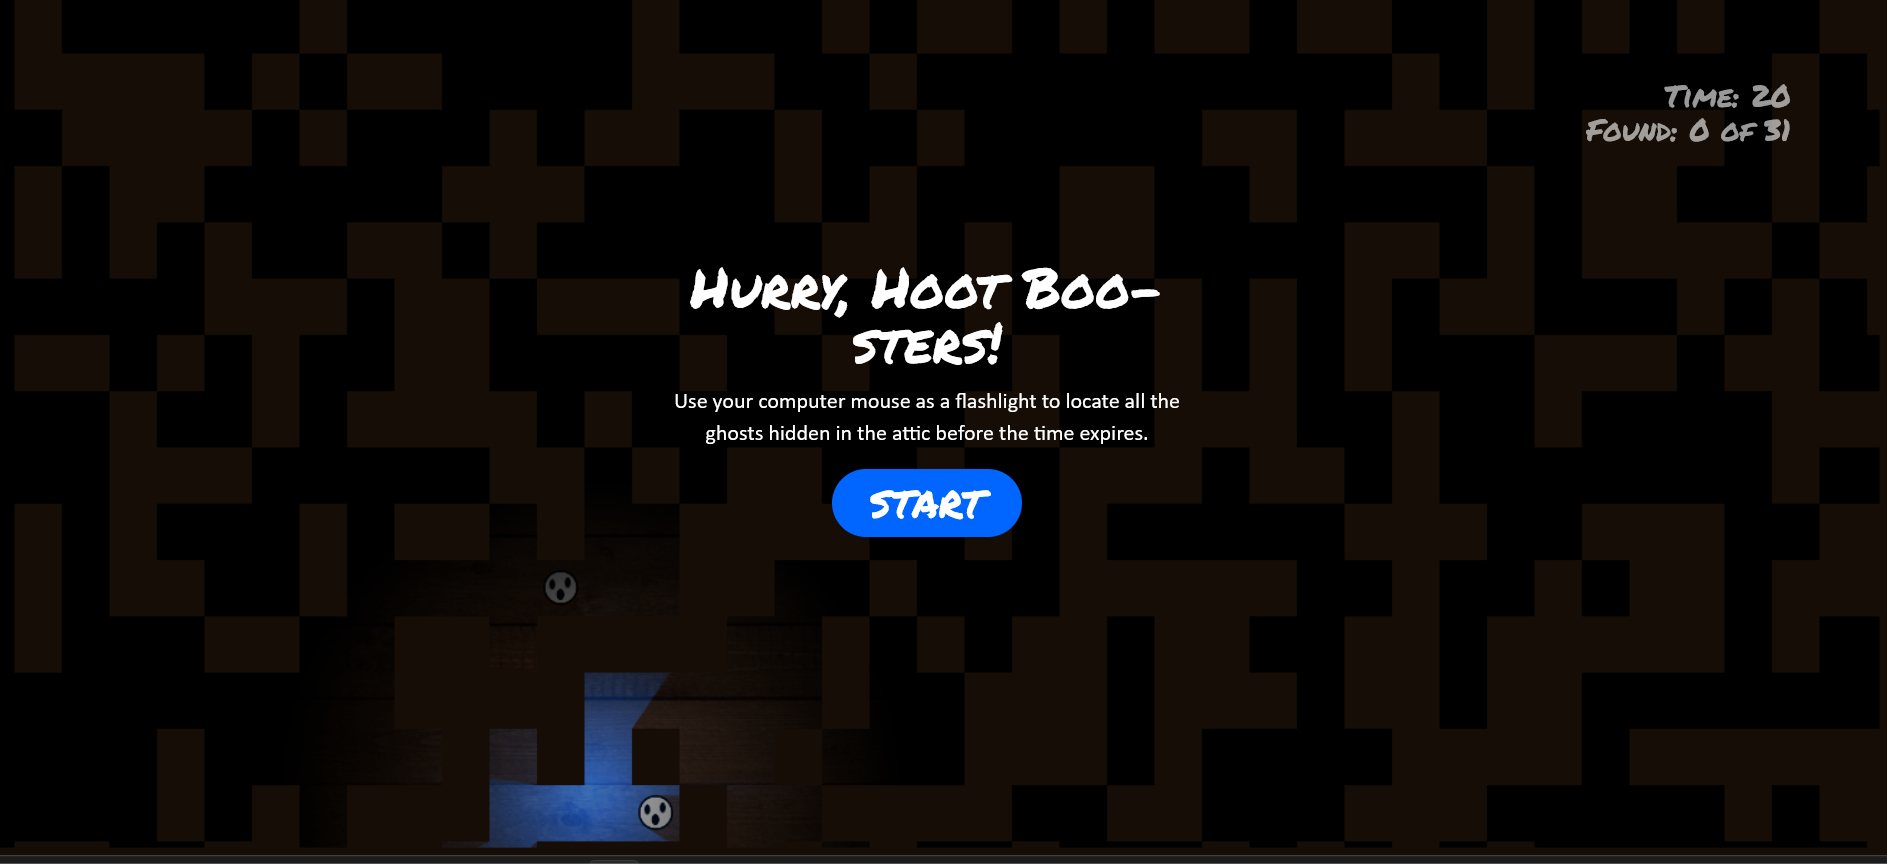 Time: 20
Found: 0 of 31
Hurry, Hoot Boo-
sters!
Use your computer mouse as a flashlight to locate all the
ghosts hidden in the attic before the time expires.
START